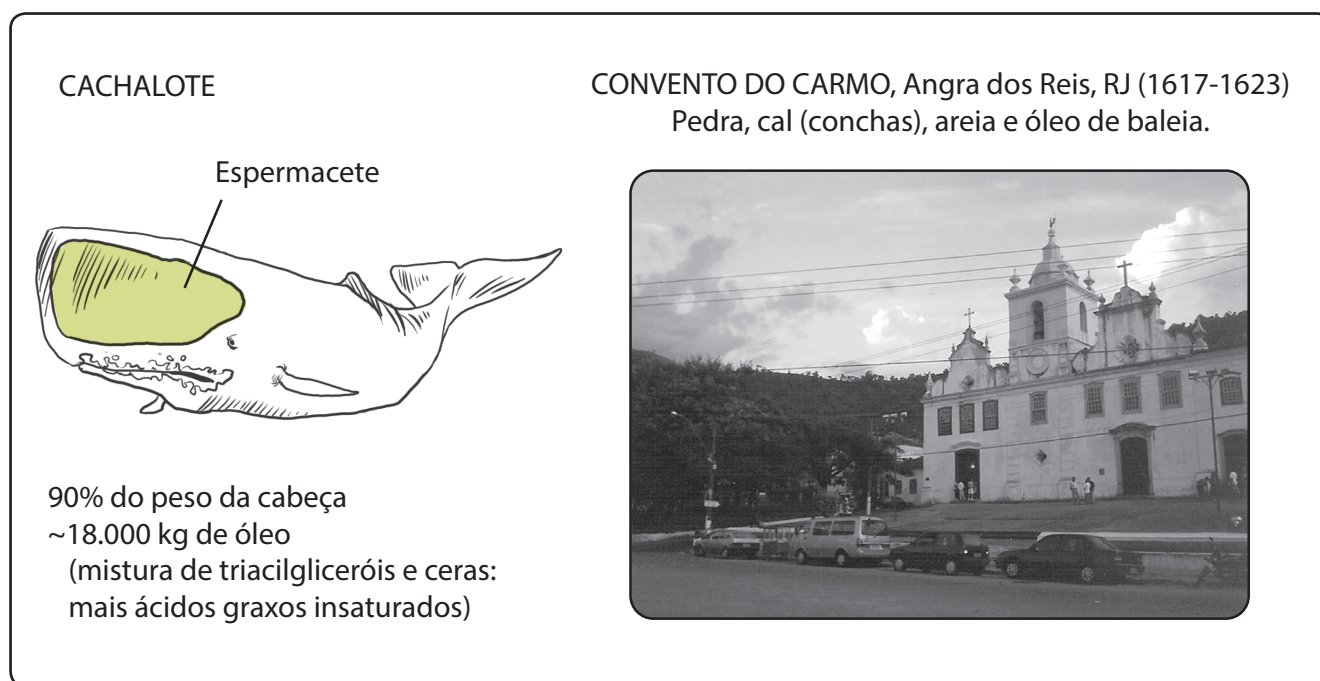 CACHALOTE
Espermacete
90% do peso da cabeça
~18.000 kg de óleo
(mistura de triacilgliceróis e ceras:
mais ácidos graxos insaturados)
CONVENTO DO CARMO, Angra dos Reis, RJ (1617-1623)
Pedra, cal (conchas), areia e óleo de baleia.